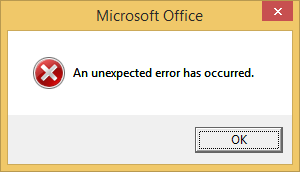 Microsoft Office
An unexpected error has occurred.
OK